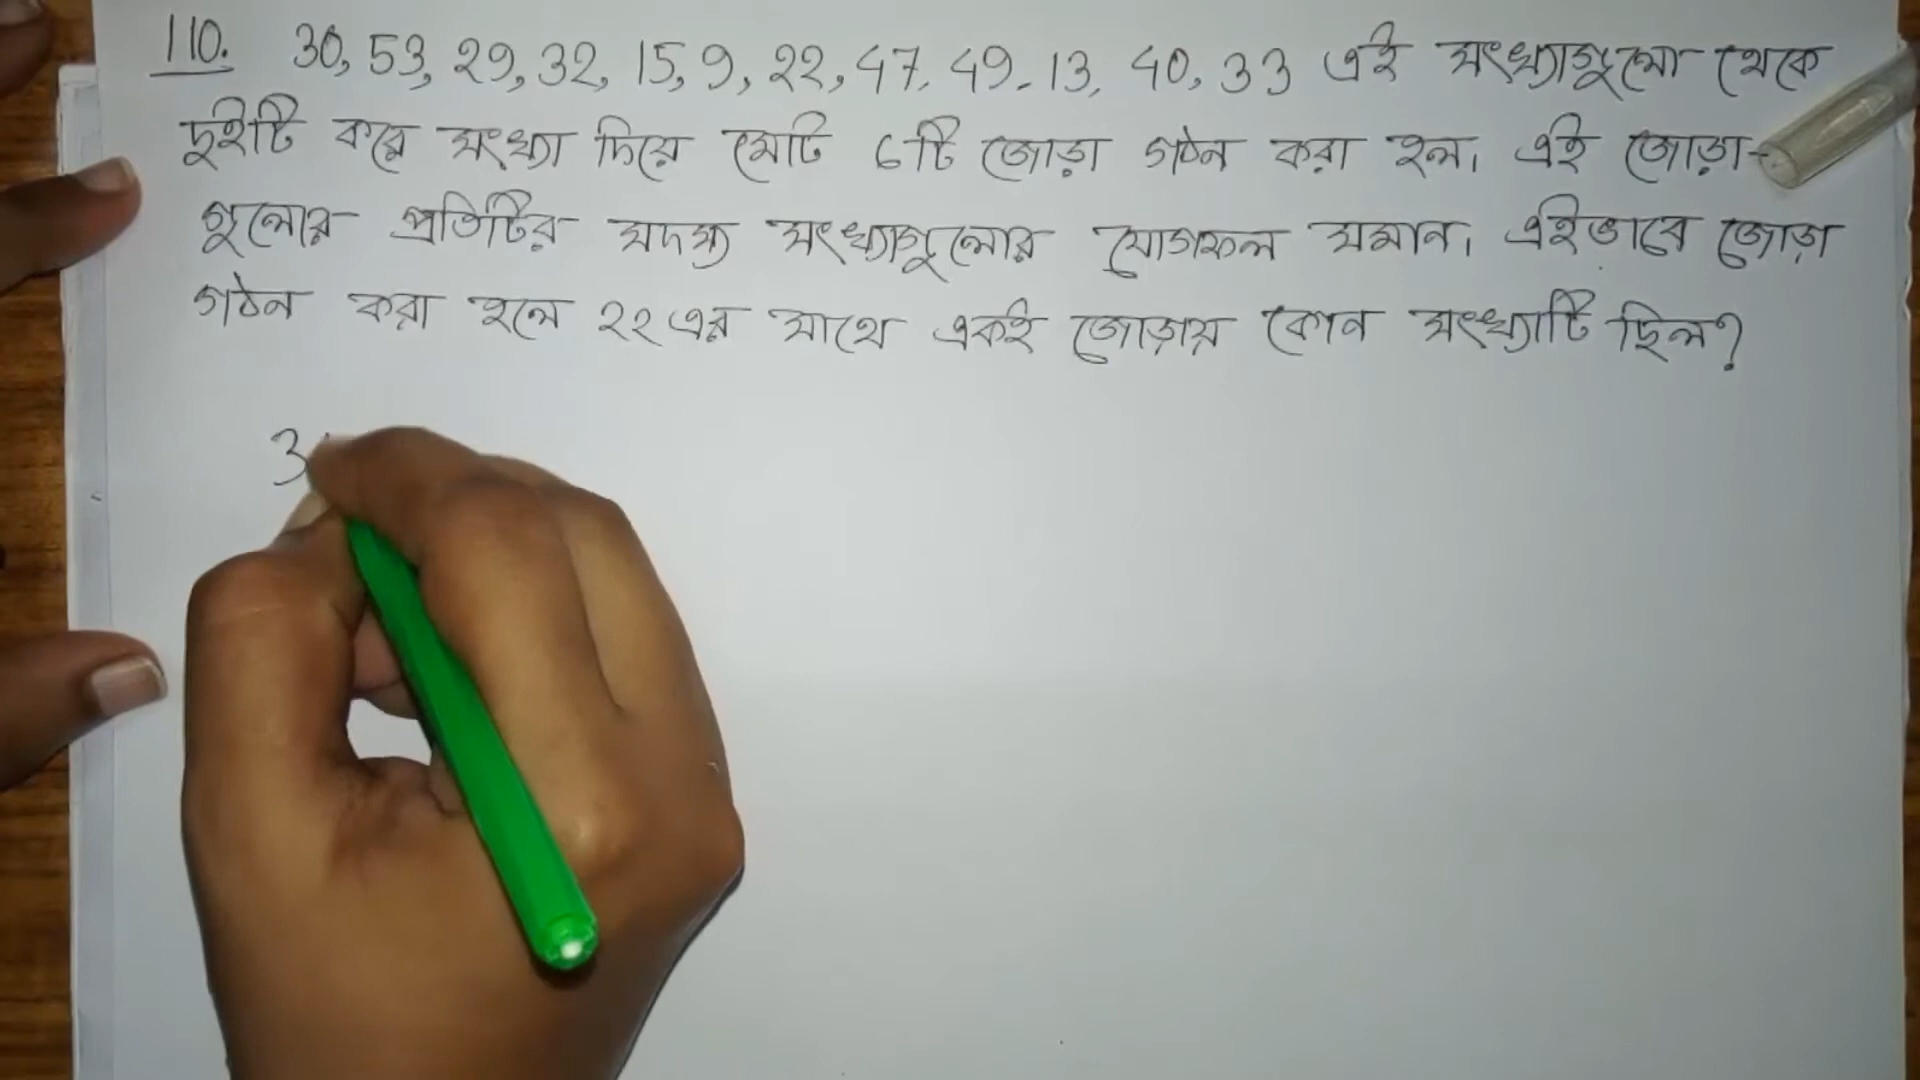 110. 30, 53, 29, 32, 15, 9, 22, 47, 49, 13, 40, 33 এই সংখ্যাগুলো থেকে
দুইটি করে সংখ্যা দিয়ে মোট 6টি জোড়া গঠন করা হল। এই জোড়া-
গুলোর প্রতিটির সদস্য সংখ্যাগুলোর যোগফল সমান। এইভাবে জোড়া
গঠন করা হলে ২২ এর সাথে একই জোড়ায় কোন সংখ্যাটি ছিল?
3